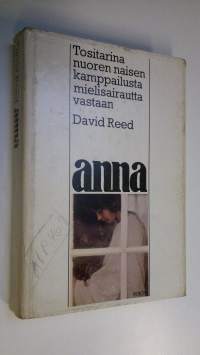 Tositarina
nuoren naisen
kamppailusta
mielisairautta
vastaan
David Reed
anna